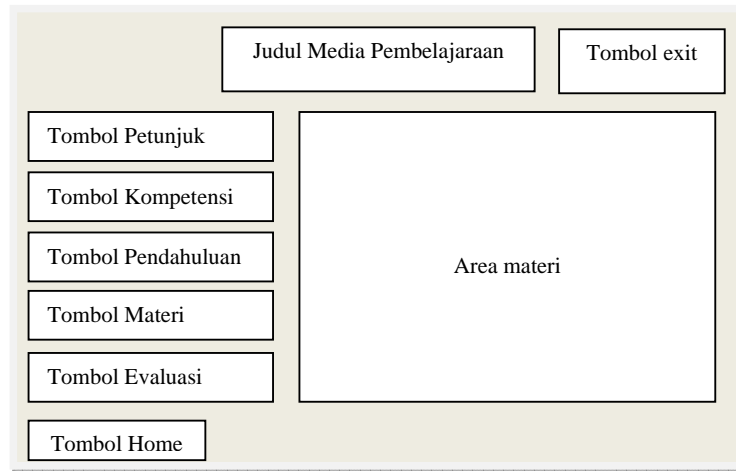 Judul Media Pembelajaraan
Tombol exit
Tombol Petunjuk
Tombol Kompetensi
Tombol Pendahuluan
Tombol Materi
Tombol Evaluasi
Area materi
Tombol Home